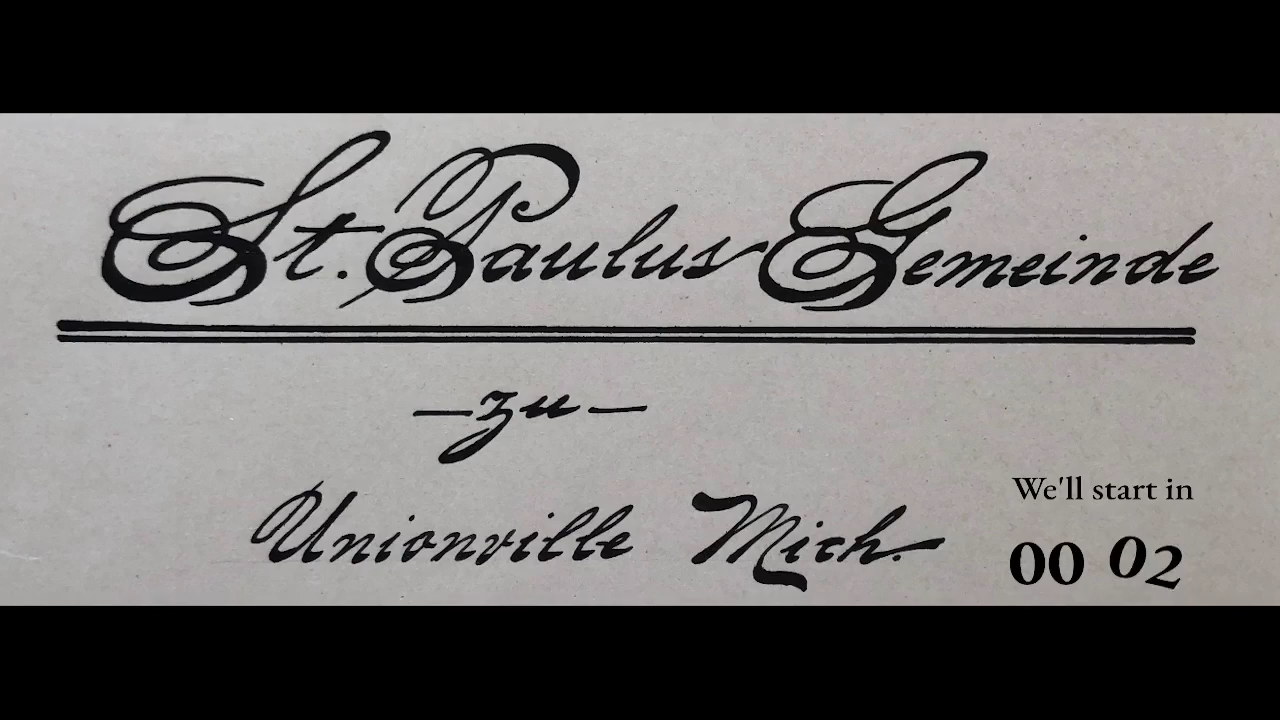 St. Paulus Gemeinde
—zu—
Unionville Mich.
We'll start in
00 02